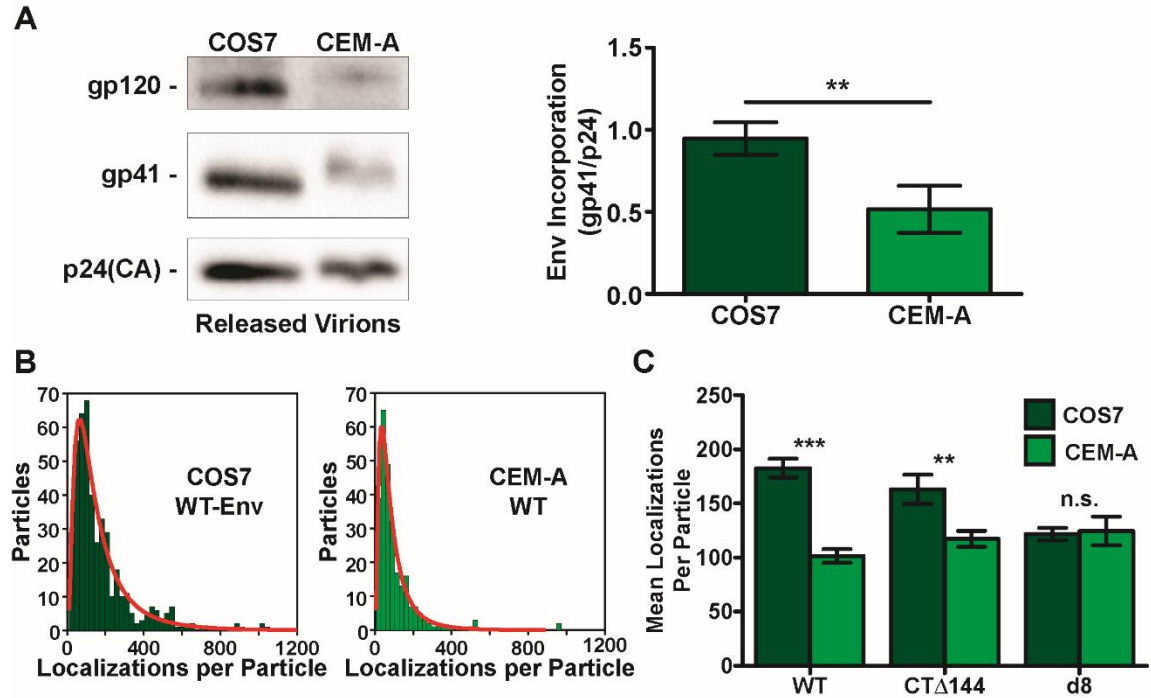 A
COS7 CEM-A
gp120 -
gp41 -
p24(CA) -
Released Virions
Env Incorporation
(gp41/p24)
1.5
1.0
0.5
0.0
**
COS7 CEM-A
B
Particles
70
60
50
40
30
20
10
0
COS7
WT-Env
0 400 800 1200
Localizations per Particle
Particles
70
60
50
40
30
20
10
0
CEM-A
WT
0 400 800 1200
Localizations per Particle
C
Mean Localizations
Per Particle
250
200
150
100
50
0
COS7
CEM-A
***
**
n.s.
WT CTΔ144 d8